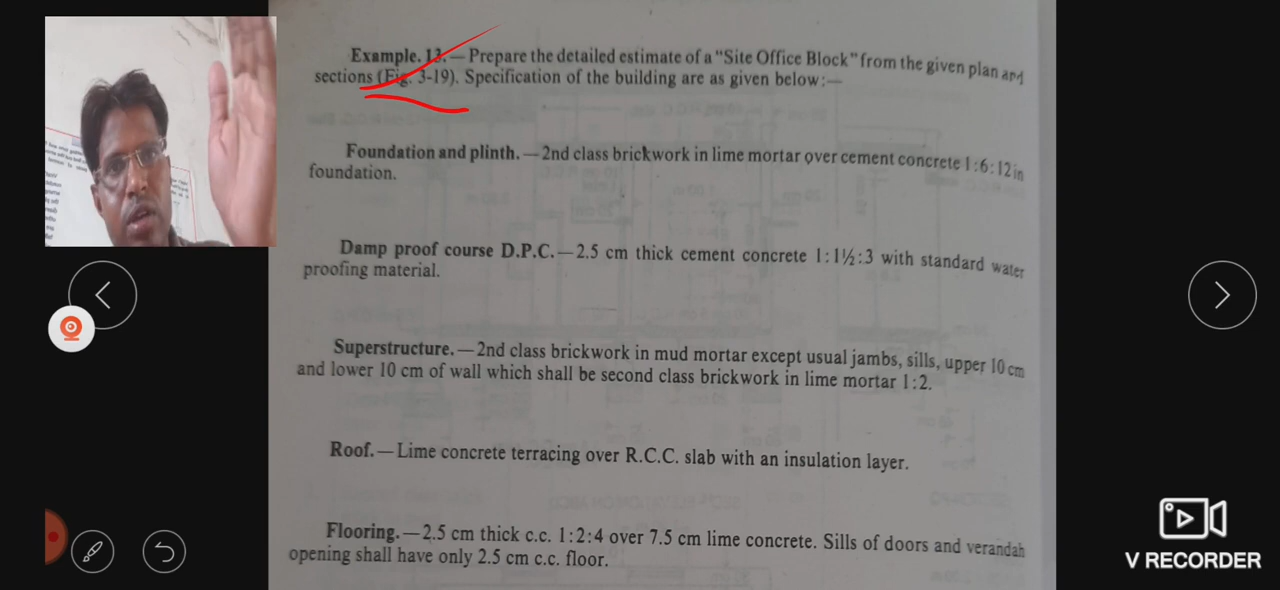 Example. 13.— Prepare the detailed estimate of a "Site Office Block" from the given plan and
sections (Fig. 3-19). Specification of the building are as given below:—
Foundation and plinth.—2nd class brickwork in lime mortar over cement concrete 1:6:12 in
foundation.
Damp proof course D.P.C.—2.5 cm thick cement concrete 1:1½:3 with standard water
proofing material.
Superstructure.—2nd class brickwork in mud mortar except usual jambs, sills, upper 10 cm
and lower 10 cm of wall which shall be second class brickwork in lime mortar 1:2.
Roof.—Lime concrete terracing over R.C.C. slab with an insulation layer.
Flooring.—2.5 cm thick c.c. 1:2:4 over 7.5 cm lime concrete. Sills of doors and verandah
opening shall have only 2.5 cm c.c. floor.
V RECORDER